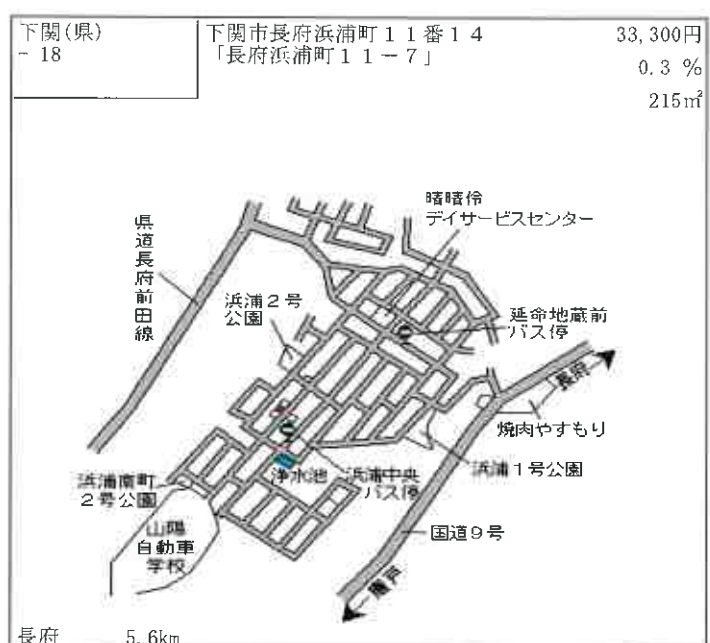 下関(県)
－18
下関市長府浜浦町１１番１４
「長府浜浦町１１－７」
33,300円
0.3 %
215㎡
晴晴伶
デイサービスセンター
県道長府前田線
浜浦２号
公園
延命地蔵前
バス停
長府
焼肉やすもり
浜浦１号公園
浄水池
浜浦中央
バス停
浜浦南町
２号公園
山陽
自動車
学校
国道９号
唐戸
長府 5.6km